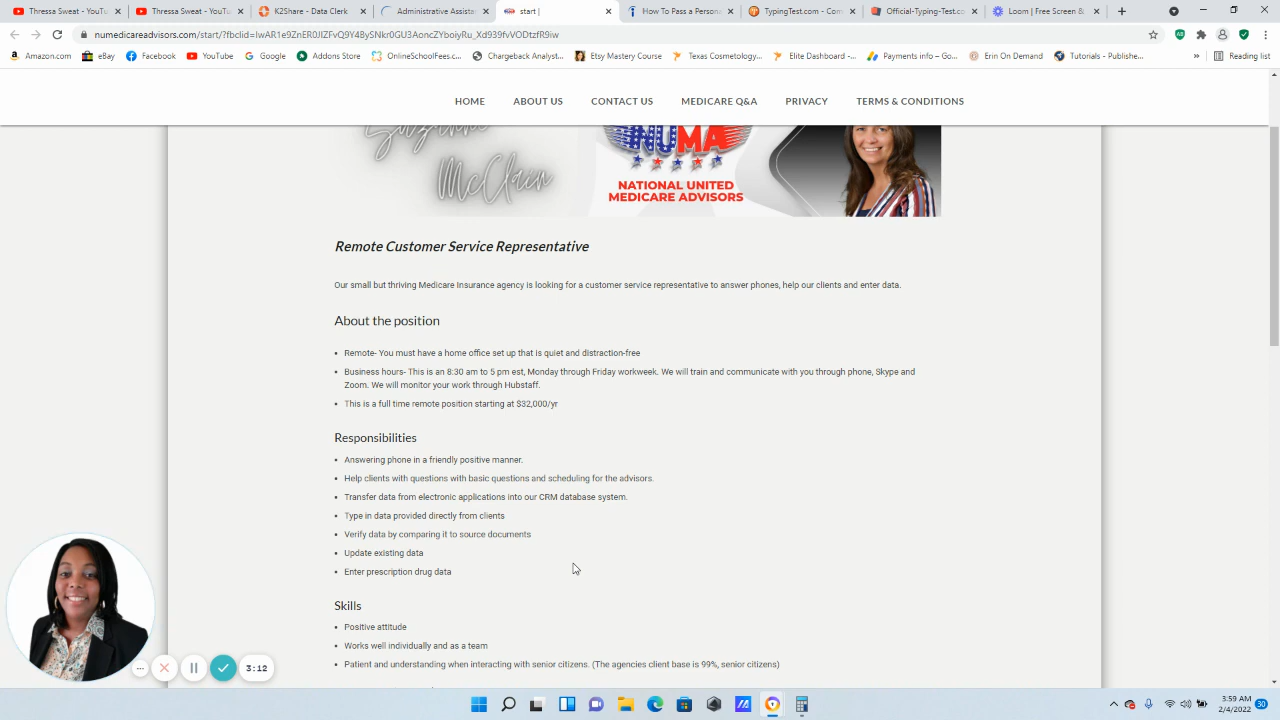 Thressa Sweat - YouTu
Thressa Sweat - YouTu
K2Share - Data Clerk
Administrative Assista
start |
How To Pass a Persona
TypingTest.com - Com
Official-Typing-Test.co
Loom | Free Screen &
numedicareadvisors.com/start/?fbclid=IwAR1e9ZnER0JIZFvQ9Y4BySNkr0GU3AoncZYboiyRu_Xd939fvVODtzfR9iw
Amazon.com
eBay
Facebook
YouTube
Google
Addons Store
OnlineSchoolFees.c...
Etsy Mastery Course
Texas Cosmetology...
Chargeback Analyst...
Elite Dashboard -...
Payments info – Go...
Erin On Demand
Tutorials - Publishe...
»
Reading list
HOME ABOUT US CONTACT US MEDICARE Q&A PRIVACY TERMS & CONDITIONS
Suzanne
McClain
NUMA
NATIONAL UNITED
MEDICARE ADVISORS
Remote Customer Service Representative
Our small but thriving Medicare Insurance agency is looking for a customer service representative to answer phones, help our clients and enter data.
About the position
• Remote- You must have a home office set up that is quiet and distraction-free
• Business hours- This is an 8:30 am to 5 pm est, Monday through Friday workweek. We will train and communicate with you through phone, Skype and
Zoom. We will monitor your work through Hubstaff.
• This is a full time remote position starting at $32,000/yr
Responsibilities
• Answering phone in a friendly positive manner.
• Help clients with questions with basic questions and scheduling for the advisors.
• Transfer data from electronic applications into our CRM database system.
• Type in data provided directly from clients
• Verify data by comparing it to source documents
• Update existing data
• Enter prescription drug data
Skills
• Positive attitude
• Works well individually and as a team
• Patient and understanding when interacting with senior citizens. (The agencies client base is 99%, senior citizens)
3:12
3:59 AM
2/4/2022
30